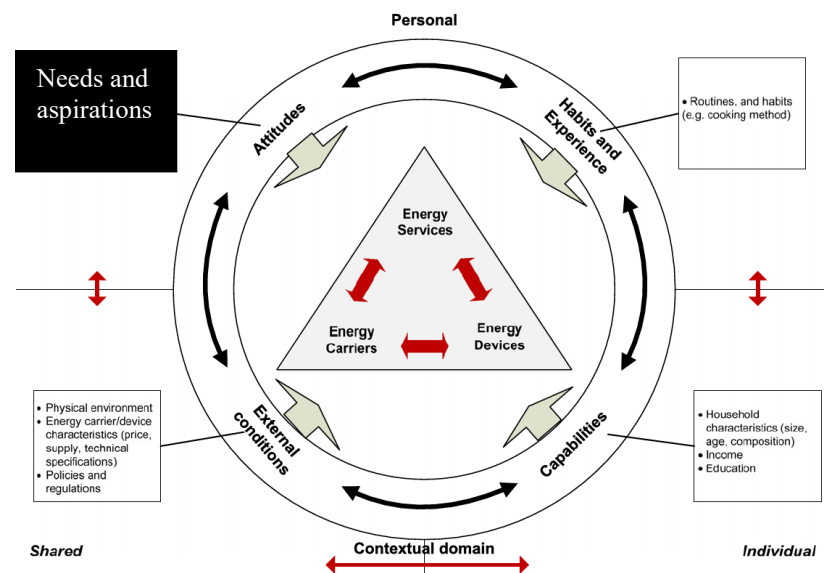 Personal
Needs and
aspirations
• Routines, and habits
(e.g. cooking method)
Attitudes
Habits and
Experience
Energy
Services
Energy
Carriers
Energy
Devices
External
conditions
Capabilities
• Physical environment
• Energy carrier/device
characteristics (price,
supply, technical
specifications)
• Policies and
regulations
• Household
characteristics (size,
age, composition)
• Income
• Education
Shared
Contextual domain
Individual